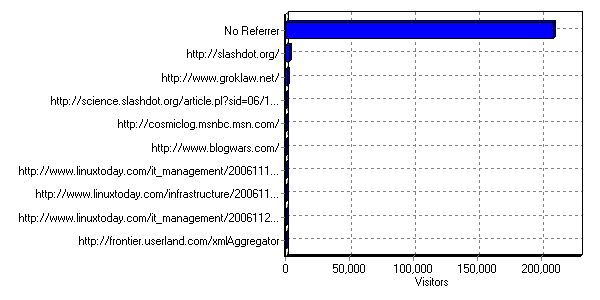 No Referrer
http://slashdot.org/
http://www.groklaw.net/
http://science.slashdot.org/article.pl?sid=06/1...
http://cosmiclog.msnbc.msn.com/
http://www.blogwars.com/
http://www.linuxtoday.com/it_management/2006111...
http://www.linuxtoday.com/infrastructure/200611...
http://www.linuxtoday.com/it_management/2006112...
http://frontier.userland.com/xmlAggregator
0 50,000 100,000 150,000 200,000
Visitors